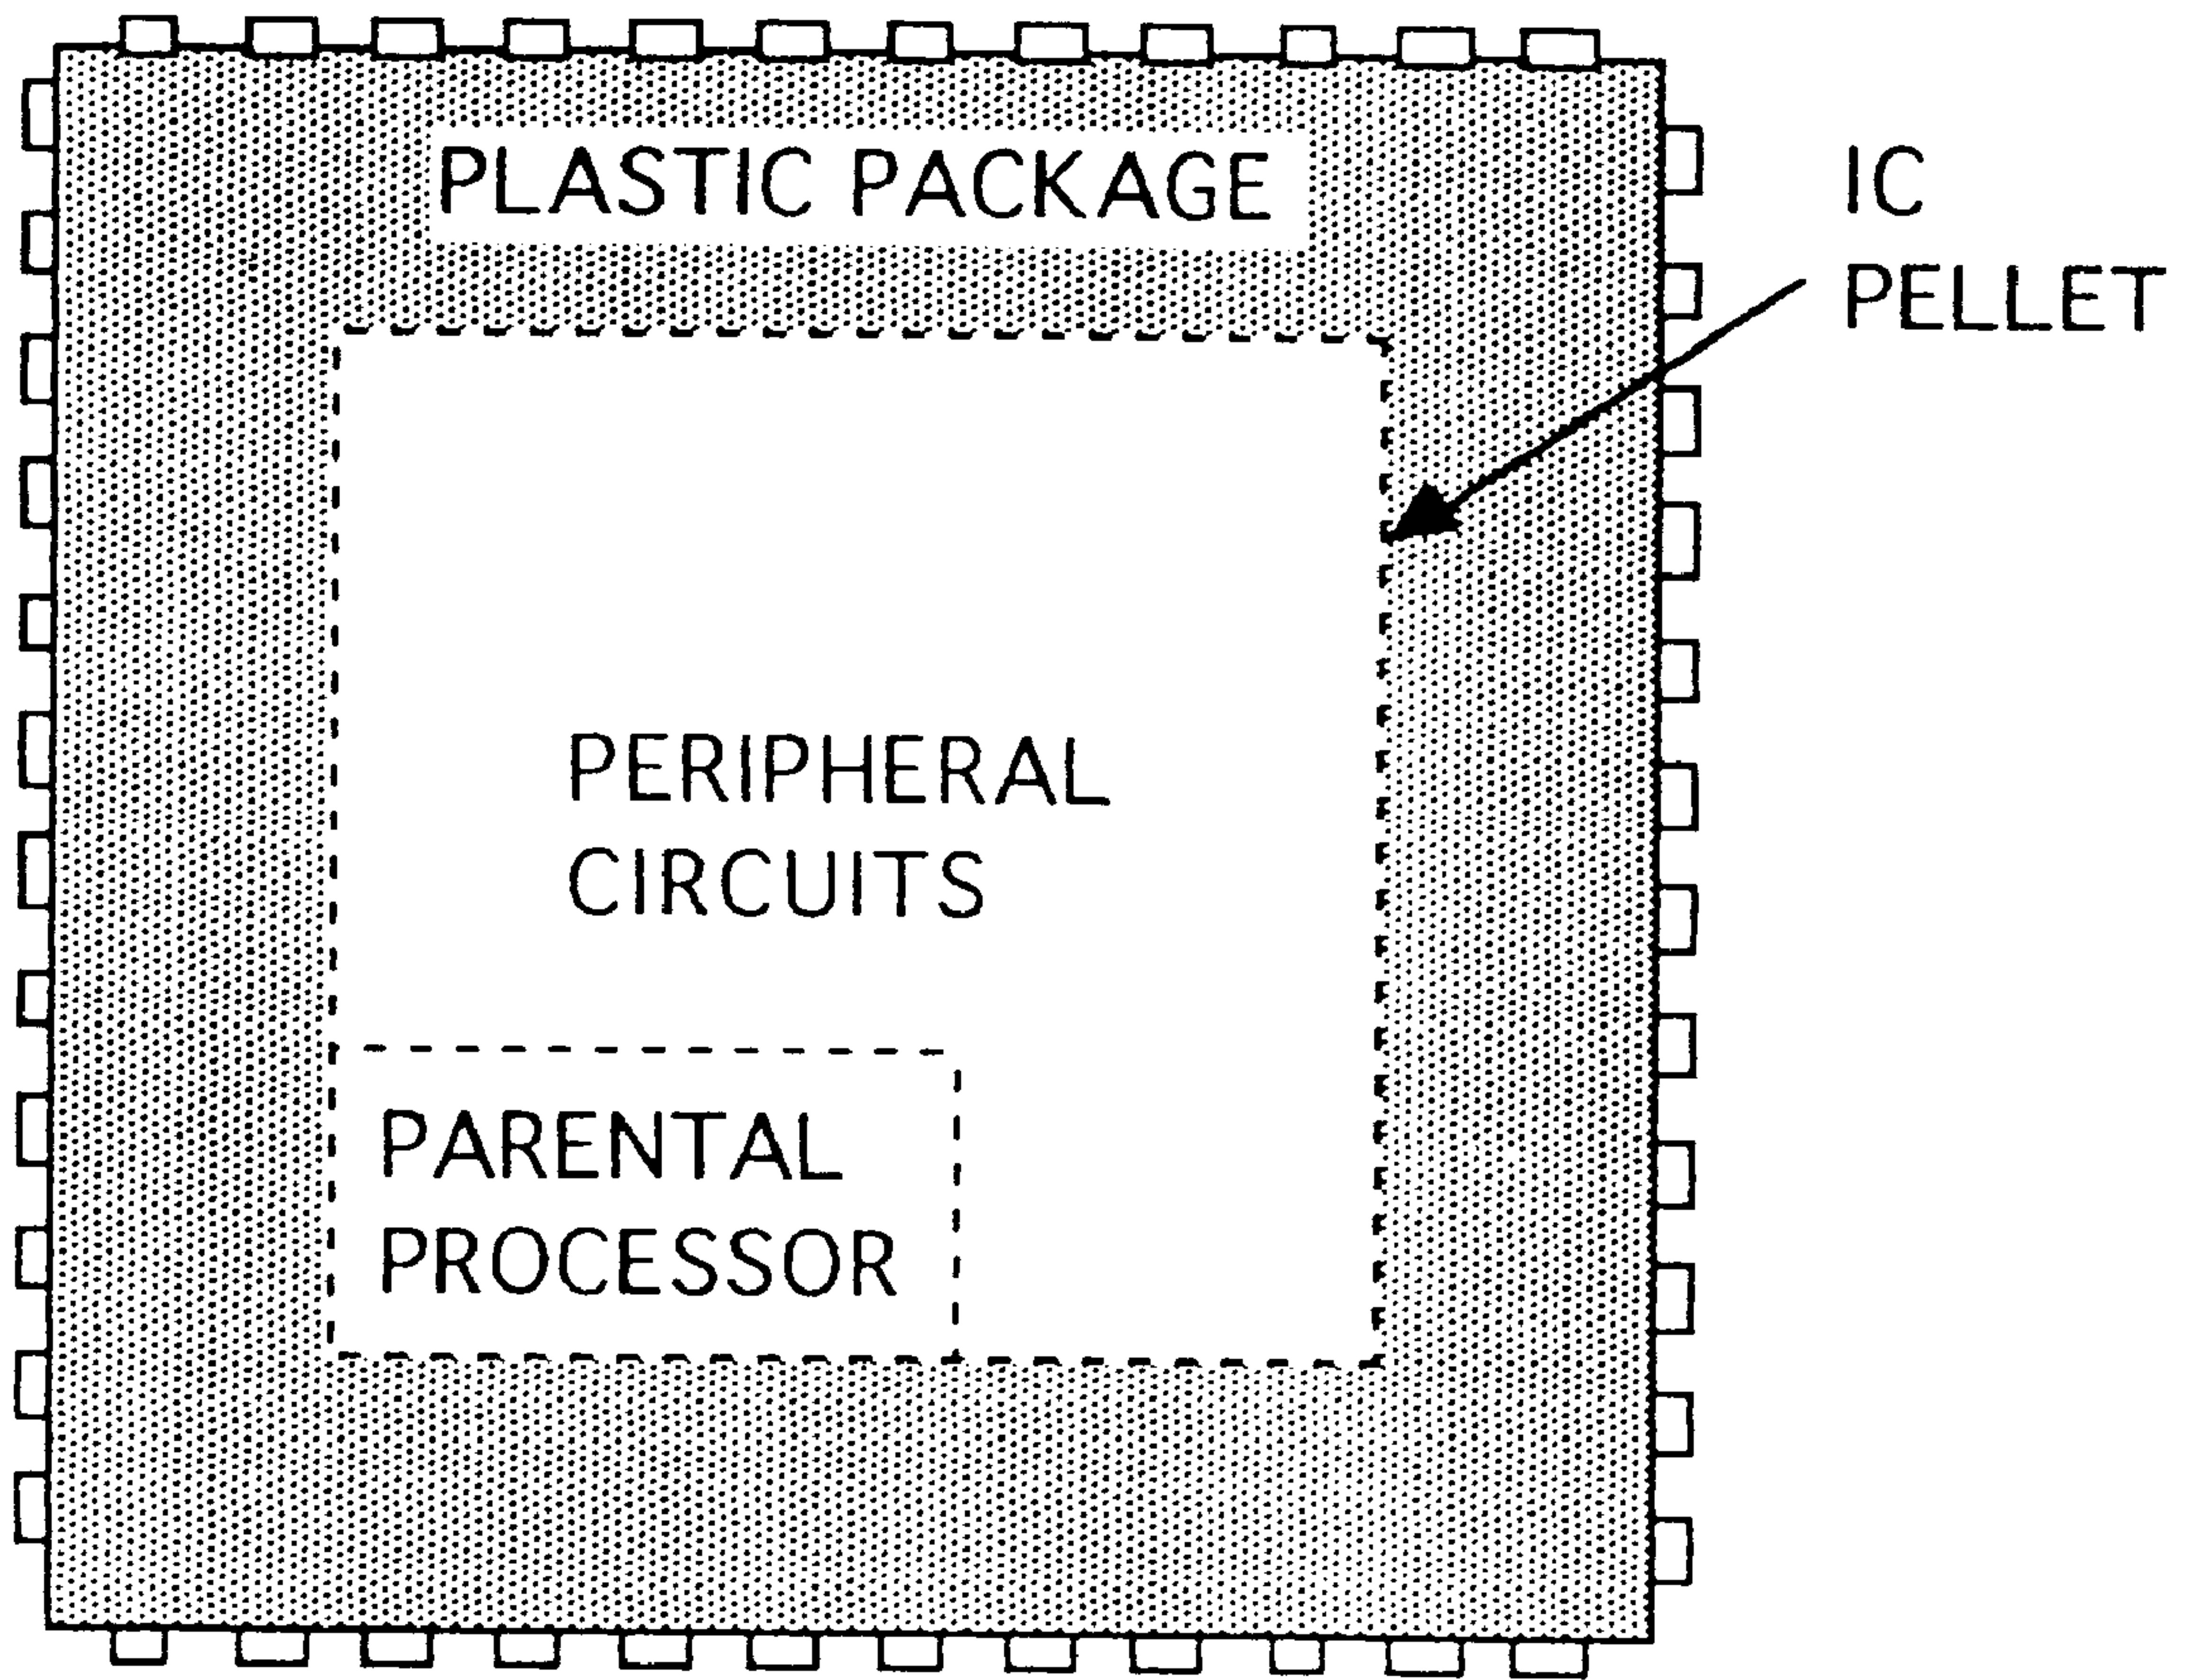 PLASTIC PACKAGE
IC
PELLET
PERIPHERAL
CIRCUITS
PARENTAL
PROCESSOR